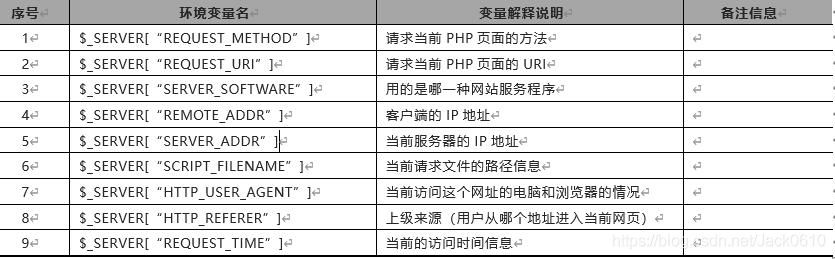 序号 环境变量名 变量解释说明 备注信息
1 $_SERVER[“REQUEST_METHOD”] 请求当前 PHP 页面的方法
2 $_SERVER[“REQUEST_URI”] 请求当前 PHP 页面的 URI
3 $_SERVER[“SERVER_SOFTWARE”] 用的是哪一种网站服务程序
4 $_SERVER[“REMOTE_ADDR”] 客户端的 IP 地址
5 $_SERVER[“SERVER_ADDR”] 当前服务器的 IP 地址
6 $_SERVER[“SCRIPT_FILENAME”] 当前请求文件的路径信息
7 $_SERVER[“HTTP_USER_AGENT”] 当前访问这个网址的电脑和浏览器的情况
8 $_SERVER[“HTTP_REFERER”] 上级来源（用户从哪个地址进入当前网页）
9 $_SERVER[“REQUEST_TIME”] 当前的访问时间信息
https://blog.csdn.net/Jack0610